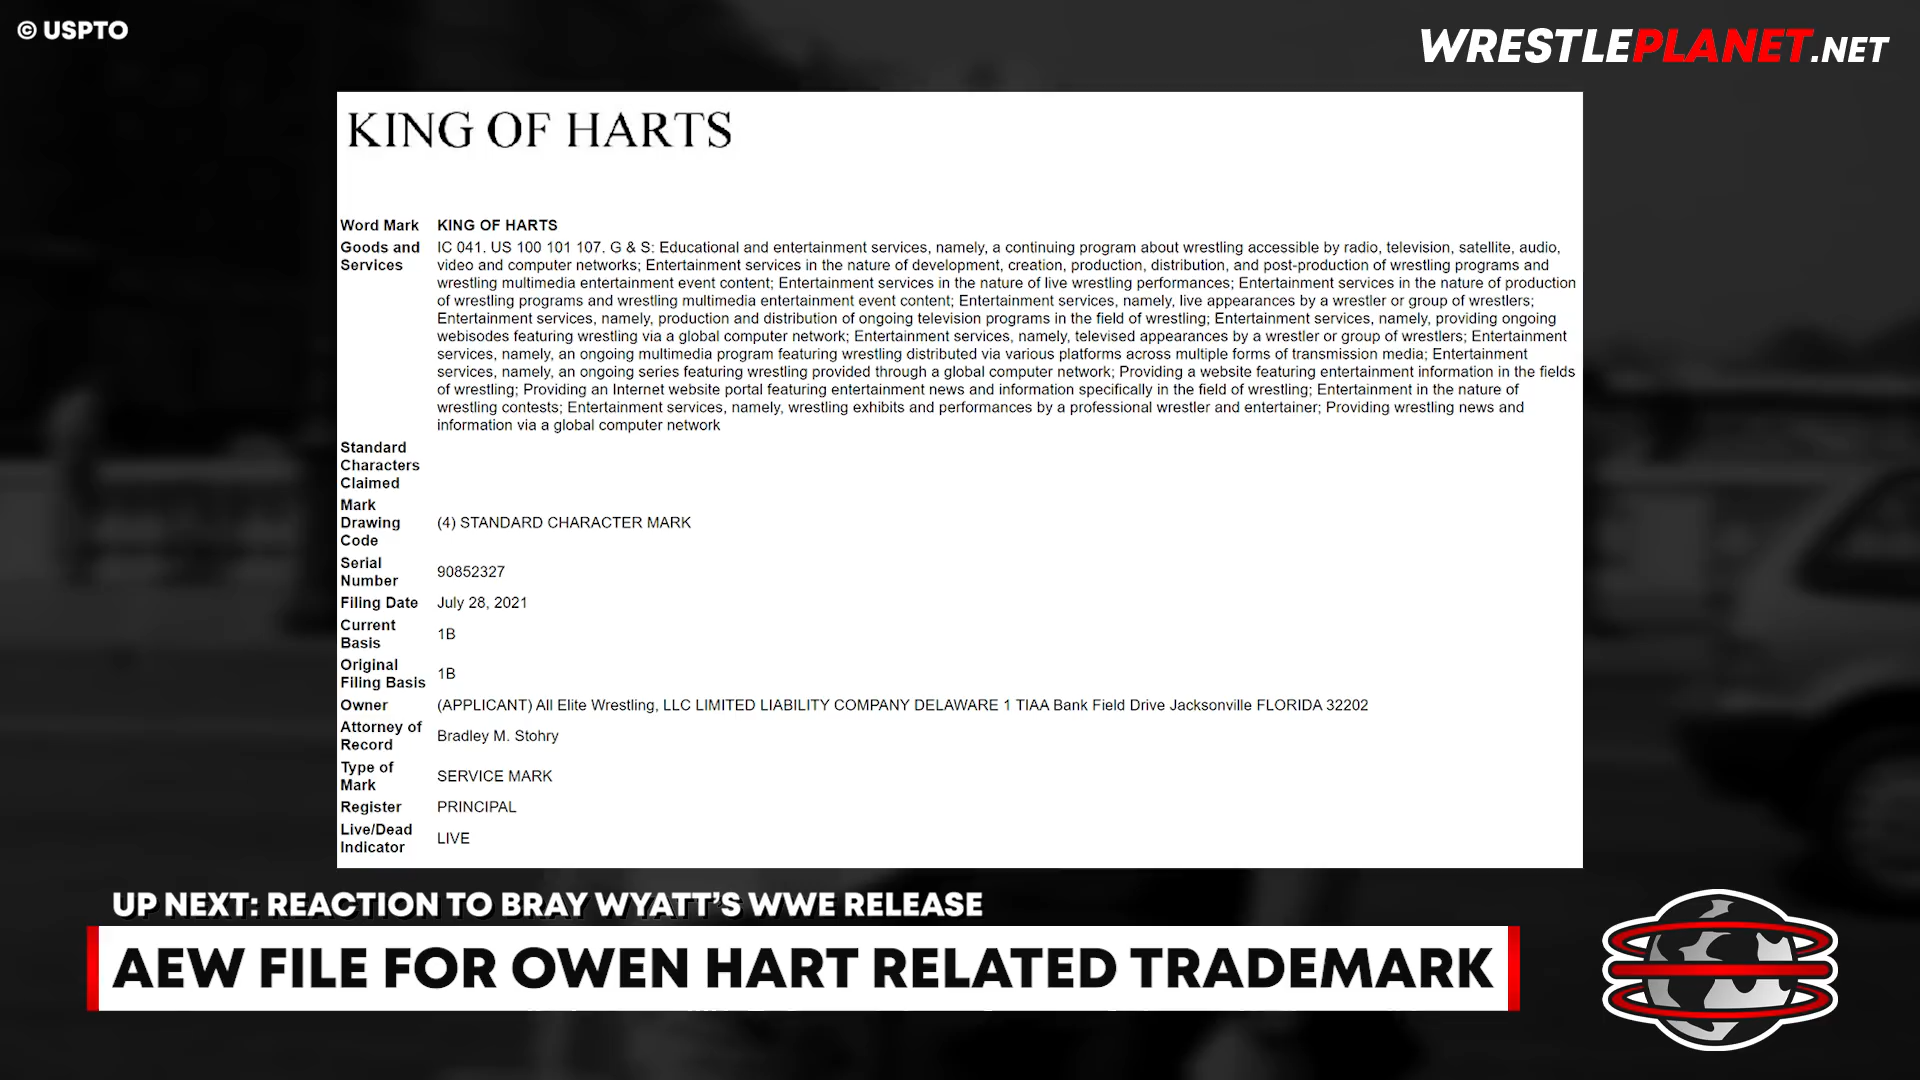 © USPTO
WRESTLEPLANET.NET
KING OF HARTS
Word Mark KING OF HARTS
Goods and Services IC 041. US 100 101 107. G & S: Educational and entertainment services, namely, a continuing program about wrestling accessible by radio, television, satellite, audio,
video and computer networks; Entertainment services in the nature of development, creation, production, distribution, and post-production of wrestling programs and
wrestling multimedia entertainment event content; Entertainment services in the nature of live wrestling performances; Entertainment services in the nature of production
of wrestling programs and wrestling multimedia entertainment event content; Entertainment services, namely, live appearances by a wrestler or group of wrestlers;
Entertainment services, namely, production and distribution of ongoing television programs in the field of wrestling; Entertainment services, namely, providing ongoing
webisodes featuring wrestling via a global computer network; Entertainment services, namely, televised appearances by a wrestler or group of wrestlers; Entertainment
services, namely, an ongoing multimedia program featuring wrestling distributed via various platforms across multiple forms of transmission media; Entertainment
services, namely, an ongoing series featuring wrestling provided through a global computer network; Providing a website featuring entertainment information in the fields
of wrestling; Providing an Internet website portal featuring entertainment news and information specifically in the field of wrestling; Entertainment in the nature of
wrestling contests; Entertainment services, namely, wrestling exhibits and performances by a professional wrestler and entertainer; Providing wrestling news and
information via a global computer network
Standard
Characters
Claimed
Mark
Drawing
Code
(4) STANDARD CHARACTER MARK
Serial
Number
90852327
Filing Date July 28, 2021
Current
Basis
1B
Original
Filing Basis
1B
Owner (APPLICANT) All Elite Wrestling, LLC LIMITED LIABILITY COMPANY DELAWARE 1 TIAA Bank Field Drive Jacksonville FLORIDA 32202
Attorney of
Record
Bradley M. Stohry
Type of
Mark
SERVICE MARK
Register PRINCIPAL
Live/Dead
Indicator
LIVE
UP NEXT: REACTION TO BRAY WYATT'S WWE RELEASE
AEW FILE FOR OWEN HART RELATED TRADEMARK